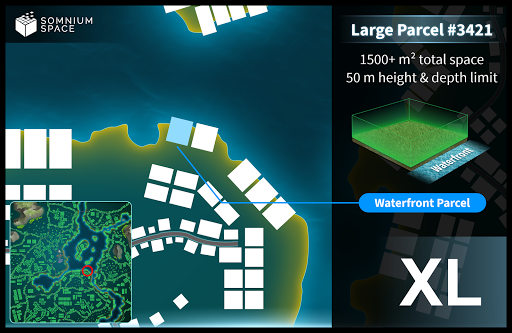 SOMNIUM
SPACE
Large Parcel #3421
1500+ m² total space
50 m height & depth limit
Waterfront
Waterfront Parcel
XL